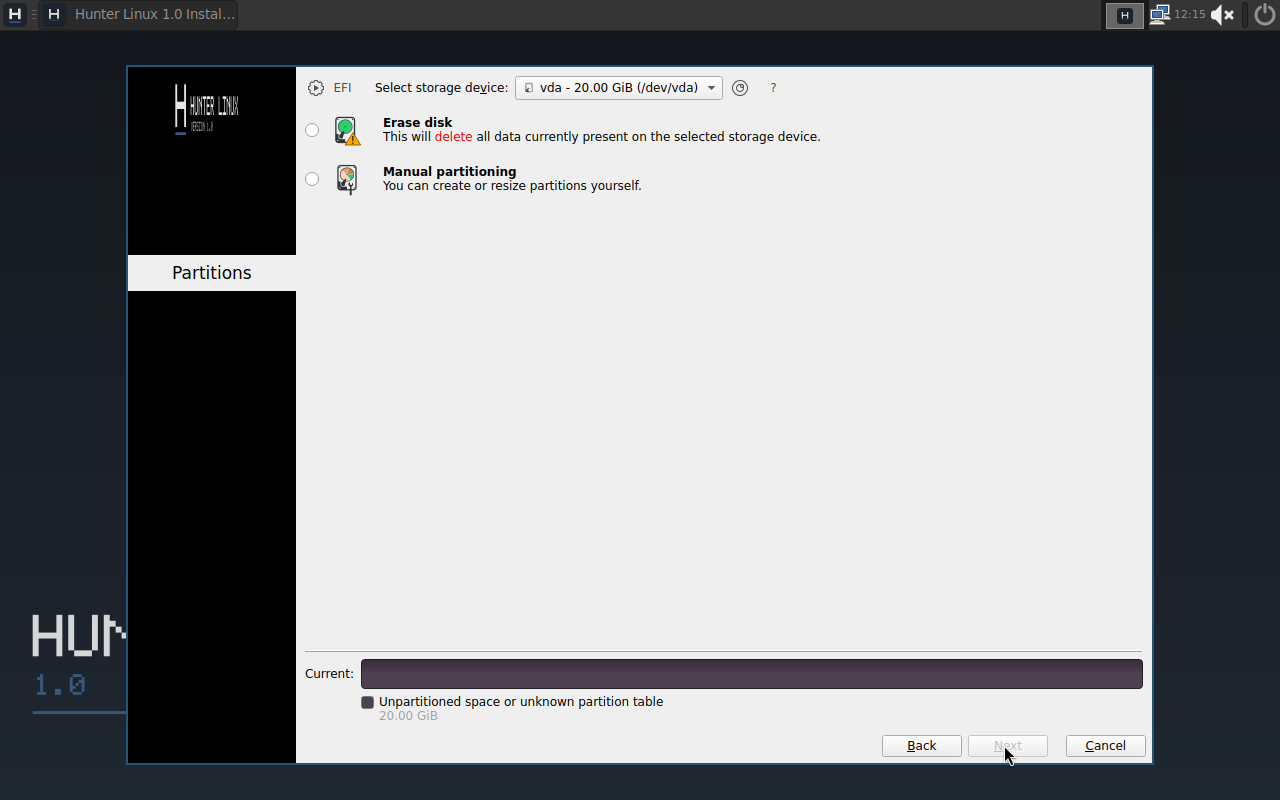 H
H
Hunter Linux 1.0 Instal...
H
12:15
H HUNTER LINUX
VERSION 1.0
EFI
Select storage device:
vda - 20.00 GiB (/dev/vda)
?
Erase disk
This will delete all data currently present on the selected storage device.
Manual partitioning
You can create or resize partitions yourself.
Partitions
HUN
1.0
Current:
Unpartitioned space or unknown partition table
20.00 GiB
Back
Next
Cancel